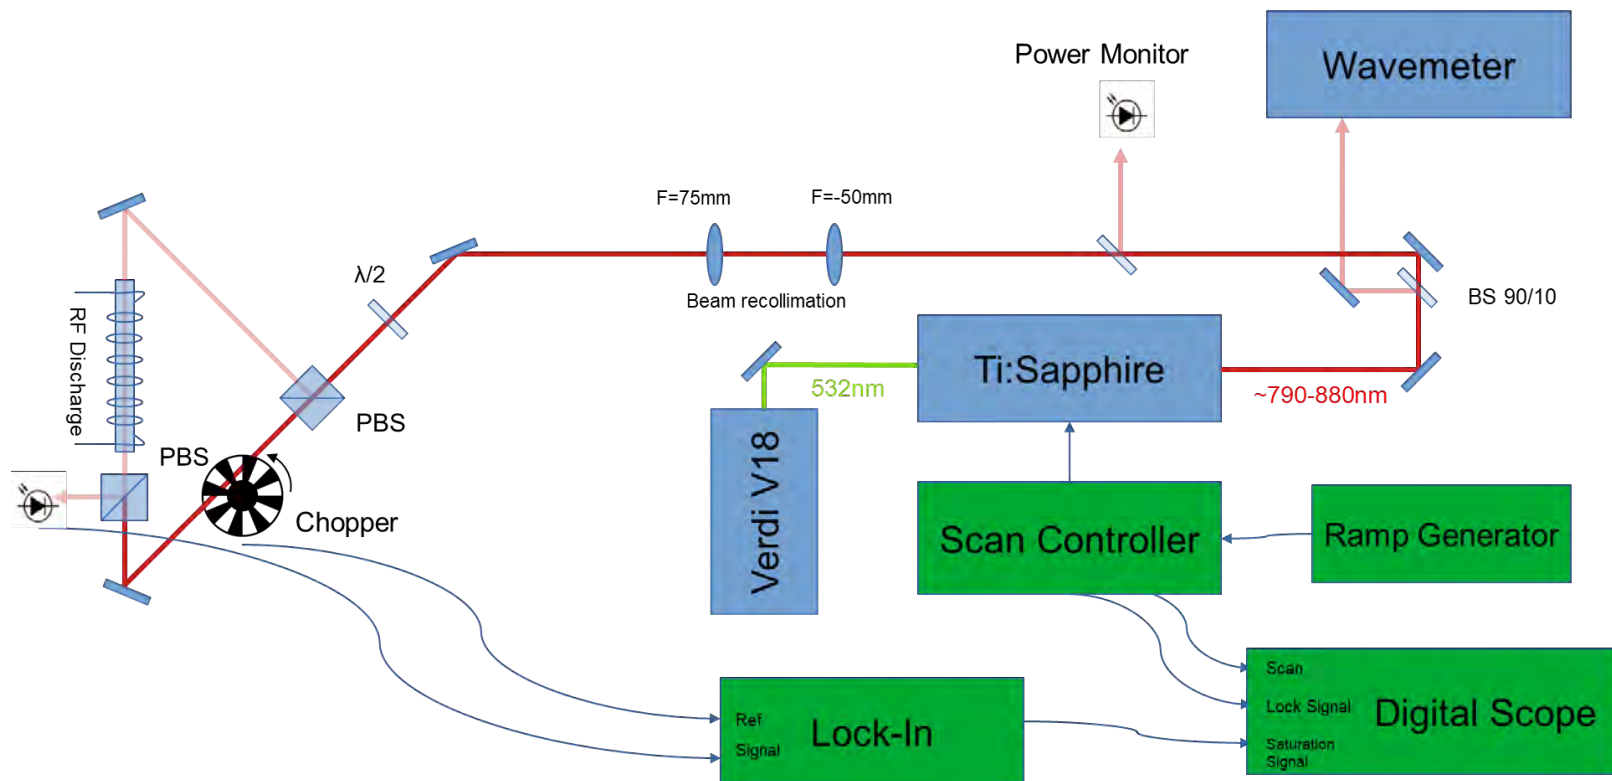 Power Monitor
Wavemeter
F=75mm
F=-50mm
λ/2
Beam recollimation
BS 90/10
RF Discharge
Ti:Sapphire
532nm
~790-880nm
PBS
PBS
Verdi V18
Chopper
Scan Controller
Ramp Generator
Scan
Lock Signal
Digital Scope
Saturation
Signal
Ref
Signal
Lock-In